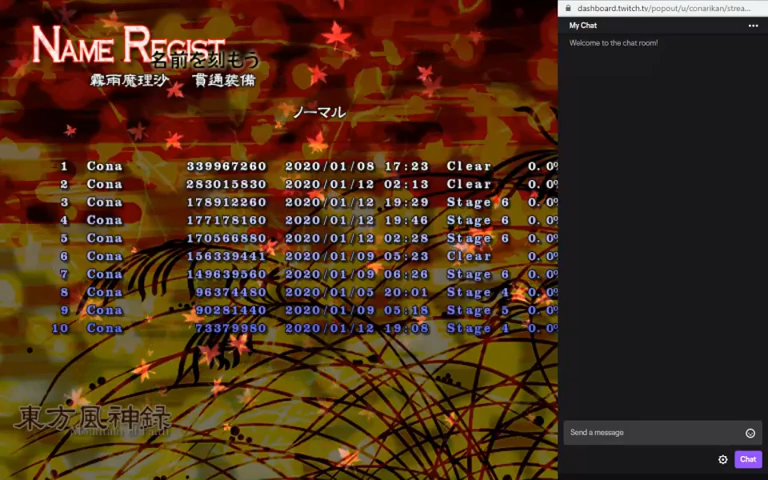 NAME REGIST
名前を刻もう
霧雨魔理沙 貫通装備
ノーマル
1 Cona 339967260 2020/01/08 17:23 Clear 0.0%
2 Cona 283015830 2020/01/12 02:13 Clear 0.0%
3 Cona 178912260 2020/01/12 19:29 Stage 6 0.0%
4 Cona 177178160 2020/01/12 19:46 Stage 6 0.0%
5 Cona 170566880 2020/01/12 02:28 Stage 6 0.0%
6 Cona 156339441 2020/01/09 05:23 Clear 0.0%
7 Cona 149639560 2020/01/09 06:26 Stage 6 0.0%
8 Cona 96374480 2020/01/05 20:01 Stage 4 0.0%
9 Cona 90281440 2020/01/09 05:18 Stage 5 0.0%
10 Cona 73379980 2020/01/12 19:08 Stage 4 0.0%
東方風神録
Mountain of Faith
dashboard.twitch.tv/popout/u/conarikan/strea...
My Chat
Welcome to the chat room!
Send a message
Chat